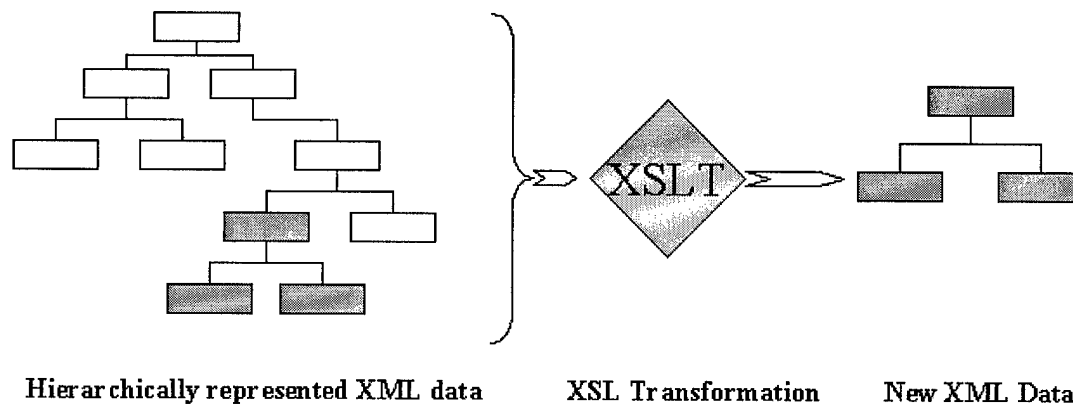 XSLT
Hierarchically represented XML data
XSL Transformation
New XML Data